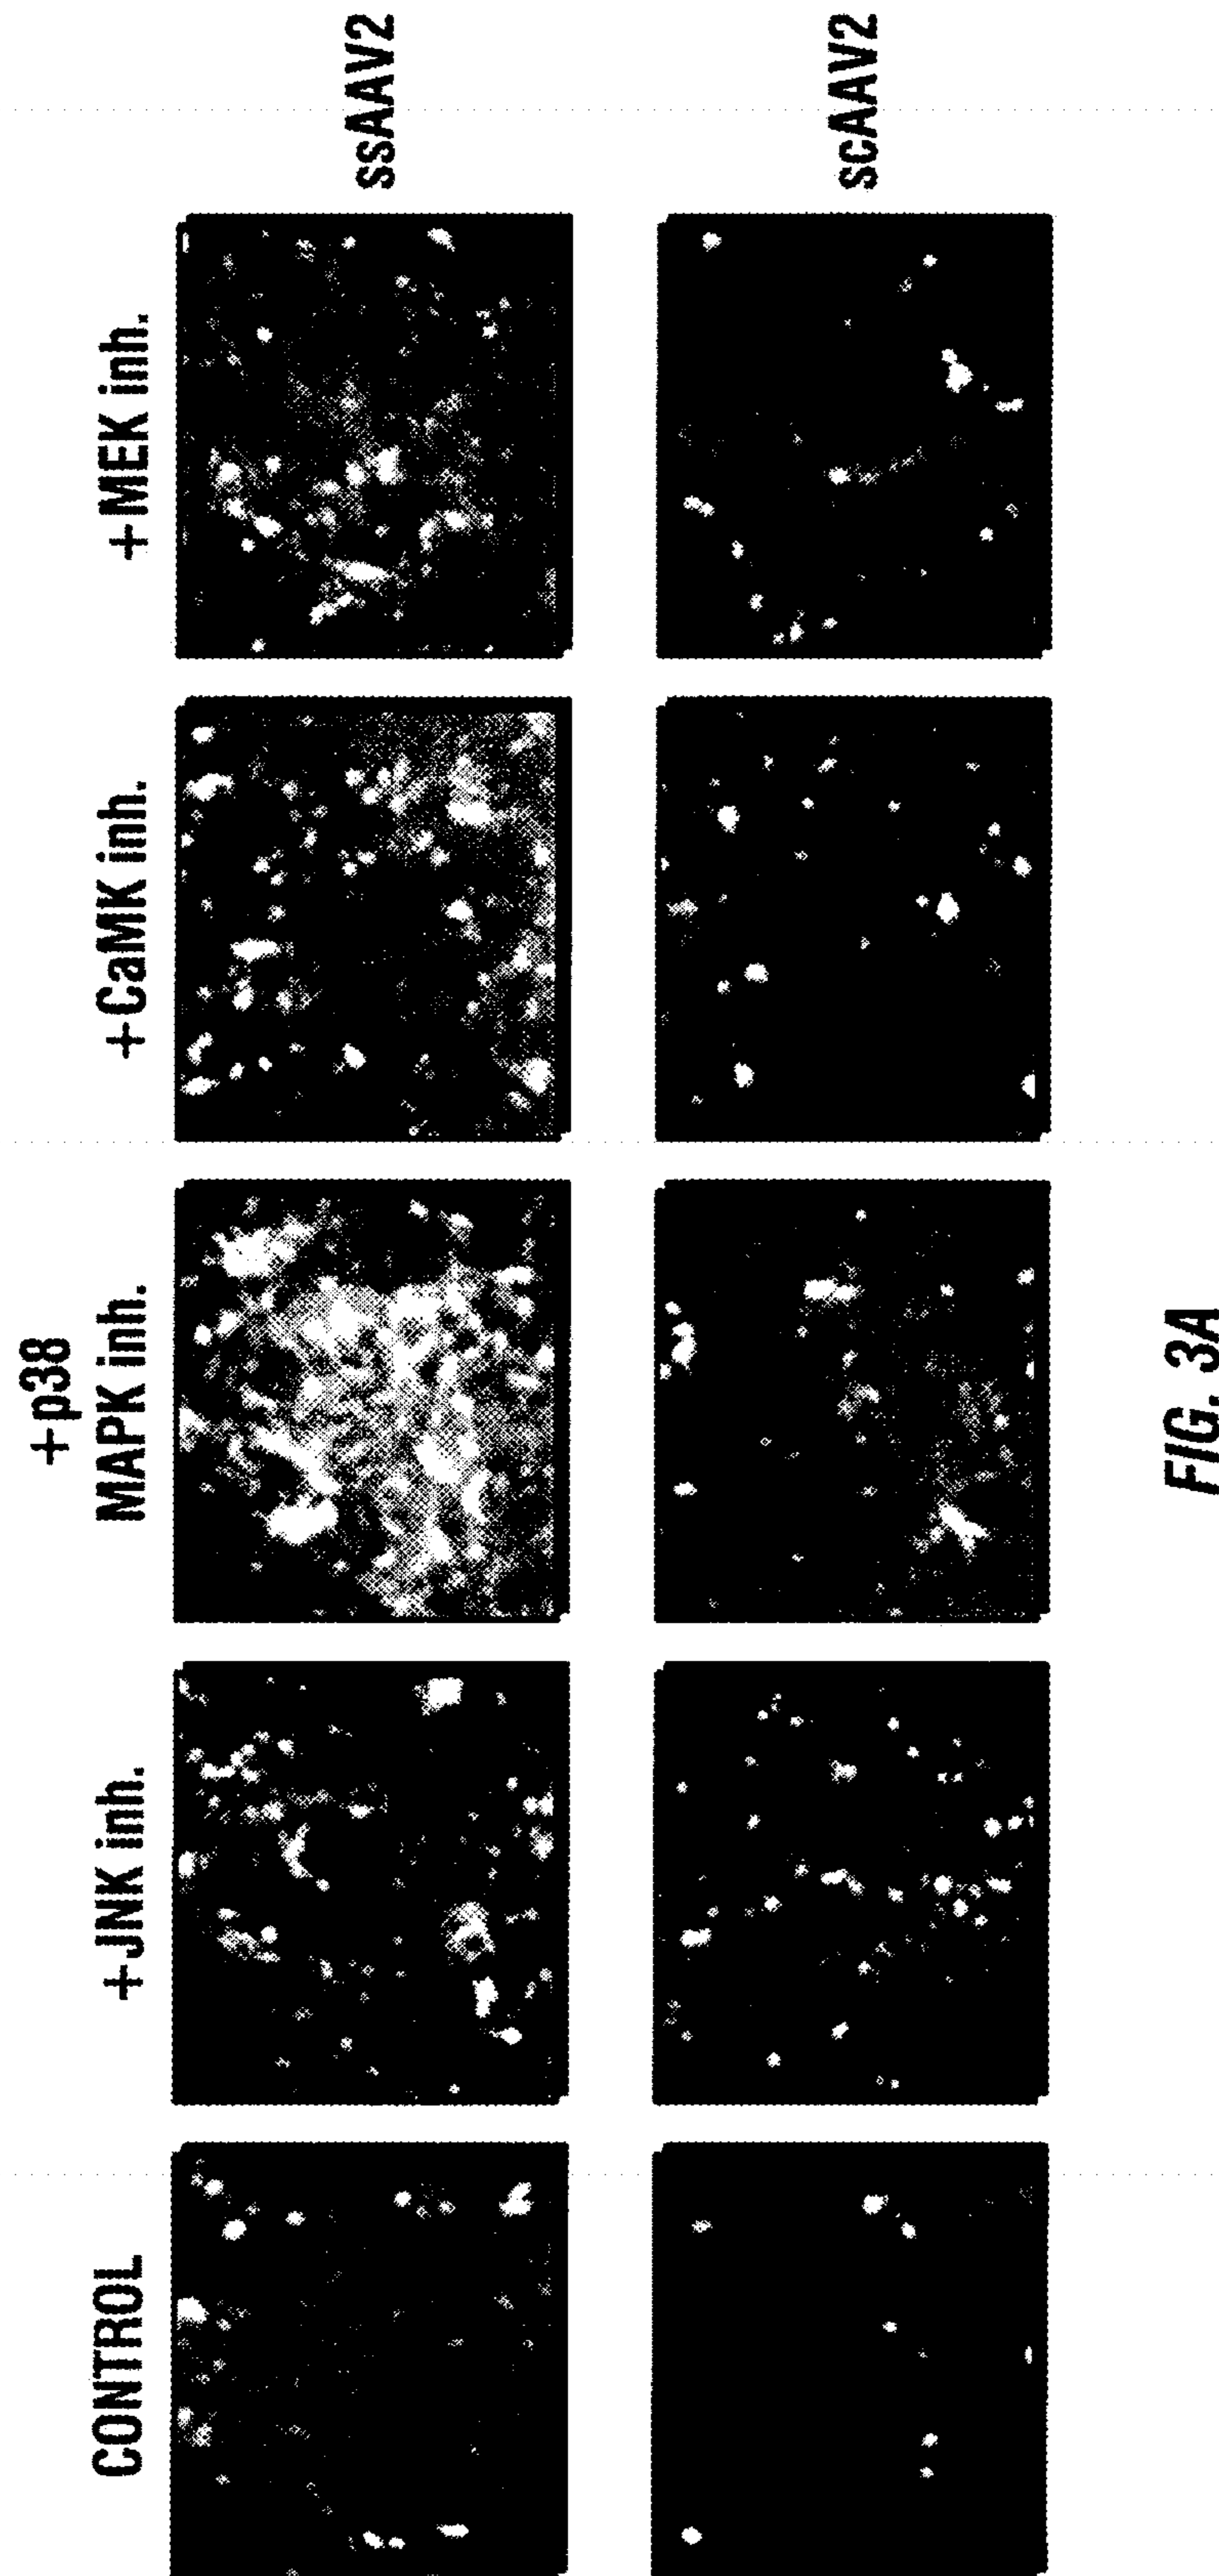 CONTROL
+JNK inh.
+p38
MAPK inh.
+CaMK inh.
+MEK inh.
ssAAV2
scAAV2
FIG. 3A